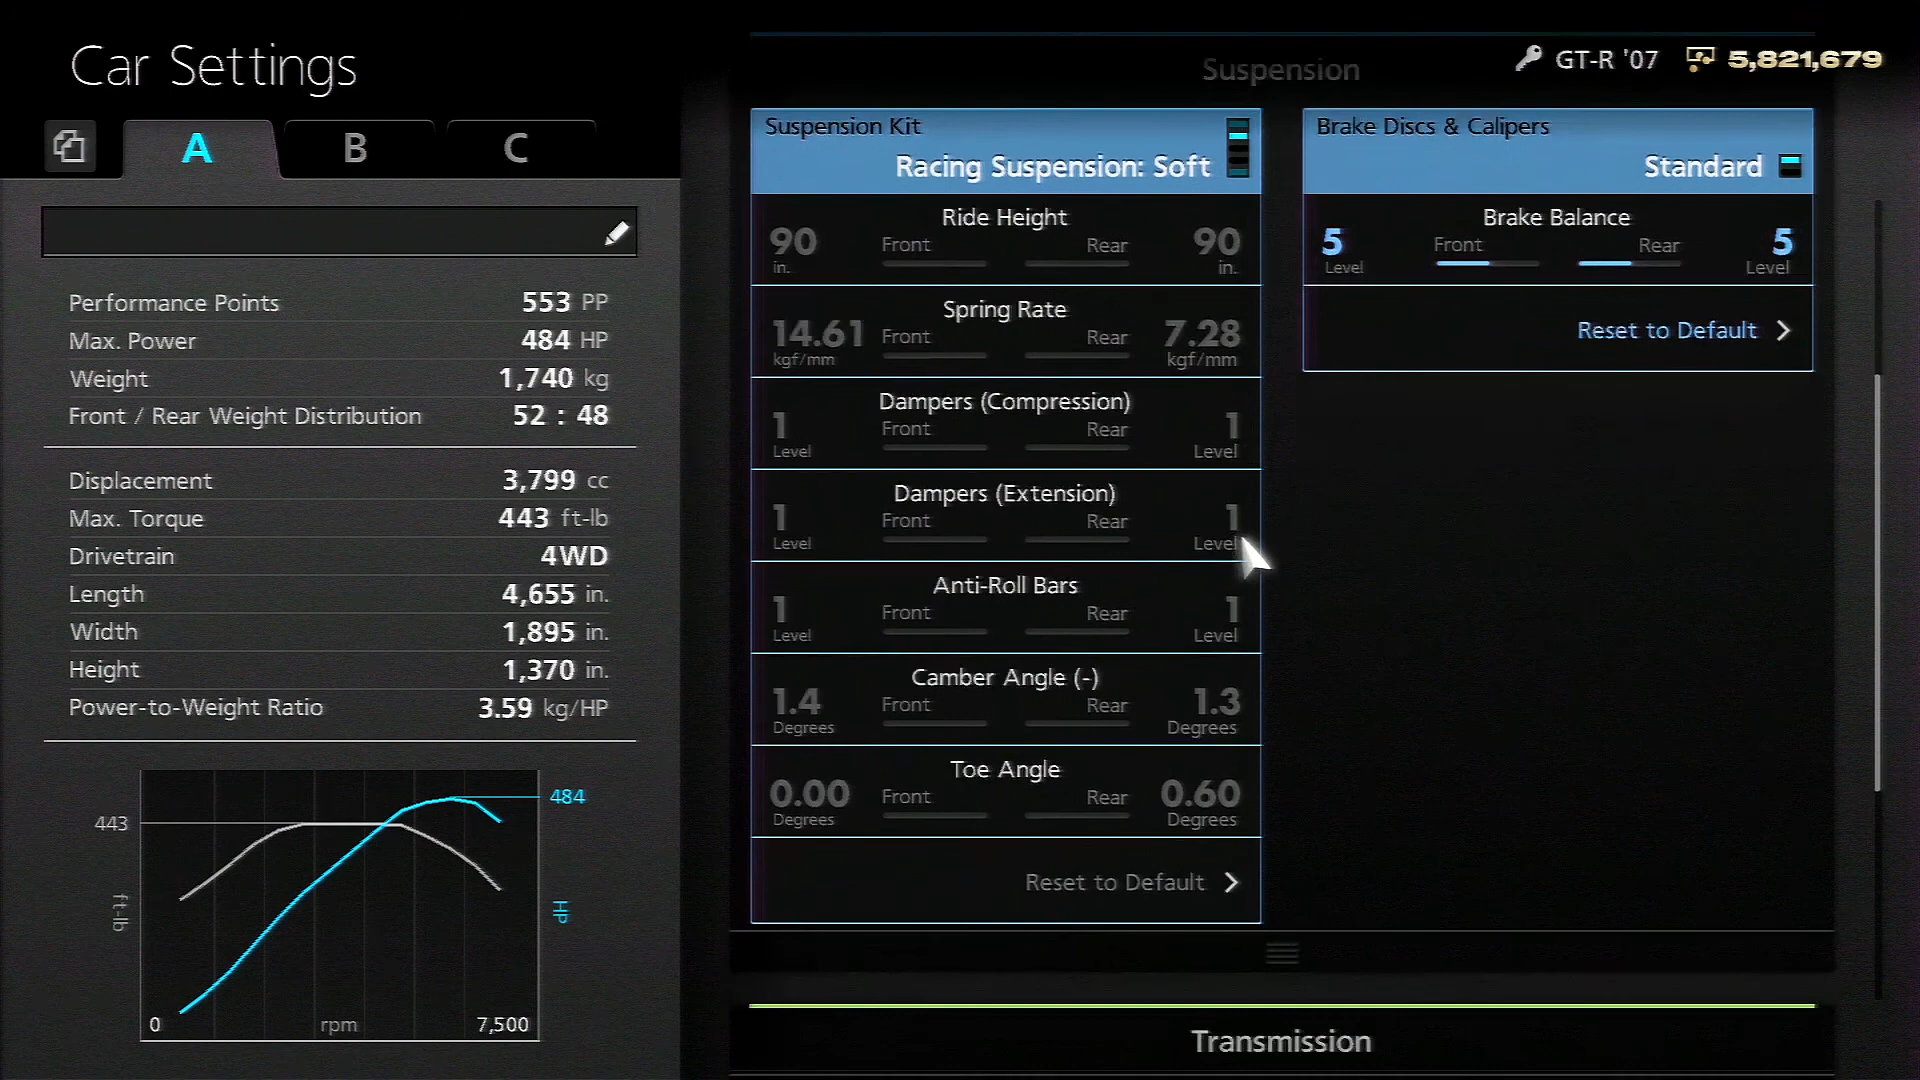 Car Settings
GT-R '07
5,821,679
A
B
C
Performance Points 553 PP
Max. Power 484 HP
Weight 1,740 kg
Front / Rear Weight Distribution 52 : 48
Displacement 3,799 cc
Max. Torque 443 ft-lb
Drivetrain 4WD
Length 4,655 in.
Width 1,895 in.
Height 1,370 in.
Power-to-Weight Ratio 3.59 kg/HP
484
443
ft-lb
HP
0 rpm 7,500
Suspension
Suspension Kit
Racing Suspension: Soft
Ride Height
90 Front Rear 90
in. in.
Spring Rate
14.61 Front Rear 7.28
kgf/mm kgf/mm
Dampers (Compression)
1 Front Rear 1
Level Level
Dampers (Extension)
1 Front Rear 1
Level Level
Anti-Roll Bars
1 Front Rear 1
Level Level
Camber Angle (-)
1.4 Front Rear 1.3
Degrees Degrees
Toe Angle
0.00 Front Rear 0.60
Degrees Degrees
Reset to Default
Brake Discs & Calipers
Standard
Brake Balance
5 Front Rear 5
Level Level
Reset to Default
Transmission